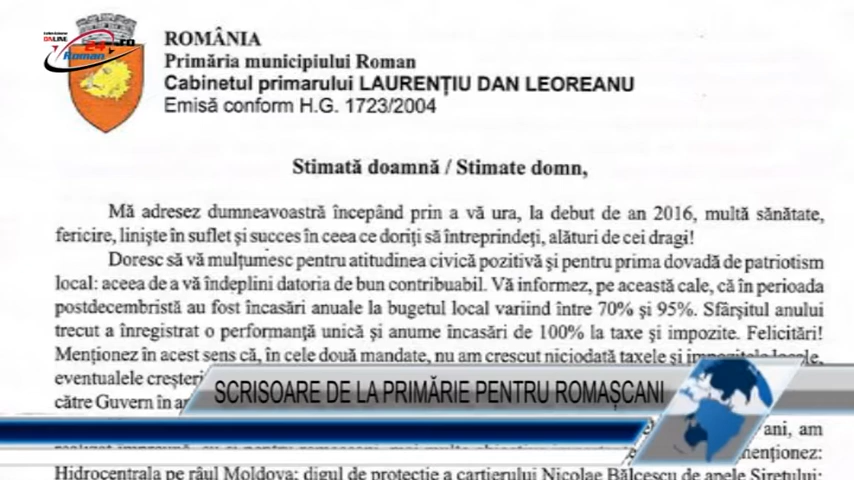 ROMÂNIA
Primăria municipiului Roman
Cabinetul primarului LAURENȚIU DAN LEOREANU
Emisă conform H.G. 1723/2004
ONLINE
Roman 24.ro
Stimată doamnă / Stimate domn,
Mă adresez dumneavoastră începând prin a vă ura, la debut de an 2016, multă sănătate,
fericire, liniște în suflet și succes în ceea ce doriți să întreprindeți, alături de cei dragi!
Doresc să vă mulțumesc pentru atitudinea civică pozitivă și pentru prima dovadă de patriotism
local: aceea de a vă îndeplini datoria de bun contribuabil. Vă informez, pe această cale, că în perioada
postdecembristă au fost încasări anuale la bugetul local variind între 70% și 95%. Sfârșitul anului
trecut a înregistrat o performanță unică și anume încasări de 100% la taxe și impozite. Felicitări!
Menționez în acest sens că, în cele două mandate, nu am crescut niciodată taxele și impozitele locale,
eventualele creșteri
către Guvern în
SCRISOARE DE LA PRIMĂRIE PENTRU ROMAȘCANI
ani, am
menționez:
Hidrocentrala pe râul Moldova; digul de protecție a cartierului Nicolae Bălcescu de apele Siretului;